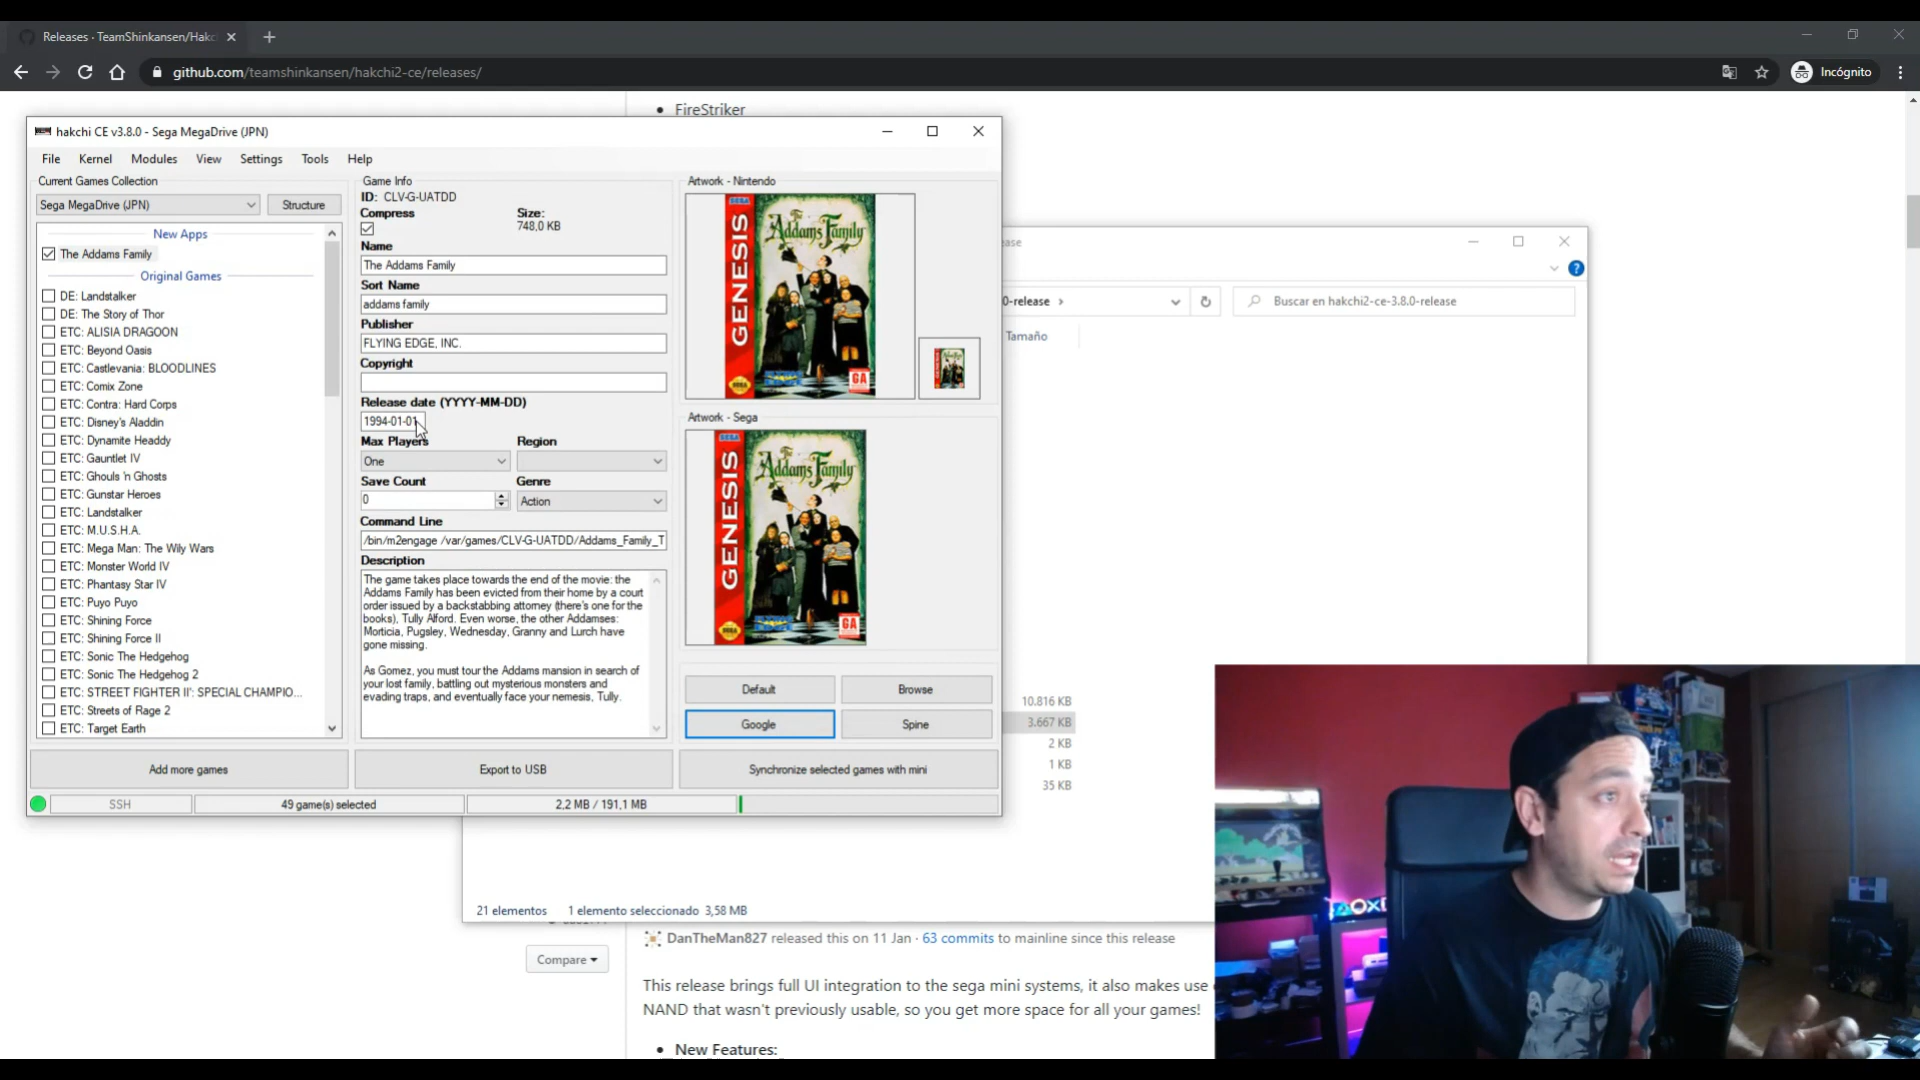 Releases · TeamShinkansen/Hakc
github.com/teamshinkansen/hakchi2-ce/releases/
Incógnito
• FireStriker
hakchi CE v3.8.0 - Sega MegaDrive (JPN)
File Kernel Modules View Settings Tools Help
Current Games Collection
Sega MegaDrive (JPN)
Structure
New Apps
The Addams Family
Original Games
DE: Landstalker
DE: The Story of Thor
ETC: ALISIA DRAGOON
ETC: Beyond Oasis
ETC: Castlevania: BLOODLINES
ETC: Comix Zone
ETC: Contra: Hard Corps
ETC: Disney's Aladdin
ETC: Dynamite Headdy
ETC: Gauntlet IV
ETC: Ghouls 'n Ghosts
ETC: Gunstar Heroes
ETC: Landstalker
ETC: M.U.S.H.A.
ETC: Mega Man: The Wily Wars
ETC: Monster World IV
ETC: Phantasy Star IV
ETC: Puyo Puyo
ETC: Shining Force
ETC: Shining Force II
ETC: Sonic The Hedgehog
ETC: Sonic The Hedgehog 2
ETC: STREET FIGHTER II': SPECIAL CHAMPIO...
ETC: Streets of Rage 2
ETC: Target Earth
Game Info
ID: CLV-G-UATDD
Compress
Size:
748,0 KB
Name
The Addams Family
Sort Name
addams family
Publisher
FLYING EDGE, INC.
Copyright
Release date (YYYY-MM-DD)
1994-01-01
Max Players
Region
One
Save Count
Genre
0
Action
Command Line
/bin/m2engage /var/games/CLV-G-UATDD/Addams_Family_T
Description
The game takes place towards the end of the movie: the
Addams Family has been evicted from their home by a court
order issued by a backstabbing attorney (there's one for the
books), Tully Alford. Even worse, the other Addamses:
Morticia, Pugsley, Wednesday, Granny and Lurch have
gone missing.
As Gomez, you must tour the Addams mansion in search of
your lost family, battling out mysterious monsters and
evading traps, and eventually face your nemesis, Tully.
Artwork - Nintendo
SEGA
GENESIS
The Addams Family
GA
Artwork - Sega
SEGA
GENESIS
The Addams Family
GA
Default
Browse
Google
Spine
Add more games
Export to USB
Synchronize selected games with mini
SSH
49 game(s) selected
2,2 MB / 191,1 MB
ase
0-release
Buscar en hakchi2-ce-3.8.0-release
Tamaño
10.816 KB
3.667 KB
2 KB
1 KB
35 KB
21 elementos
1 elemento seleccionado 3,58 MB
Compare
DanTheMan827 released this on 11 Jan · 63 commits to mainline since this release
This release brings full UI integration to the sega mini systems, it also makes use
NAND that wasn't previously usable, so you get more space for all your games!
• New Features: